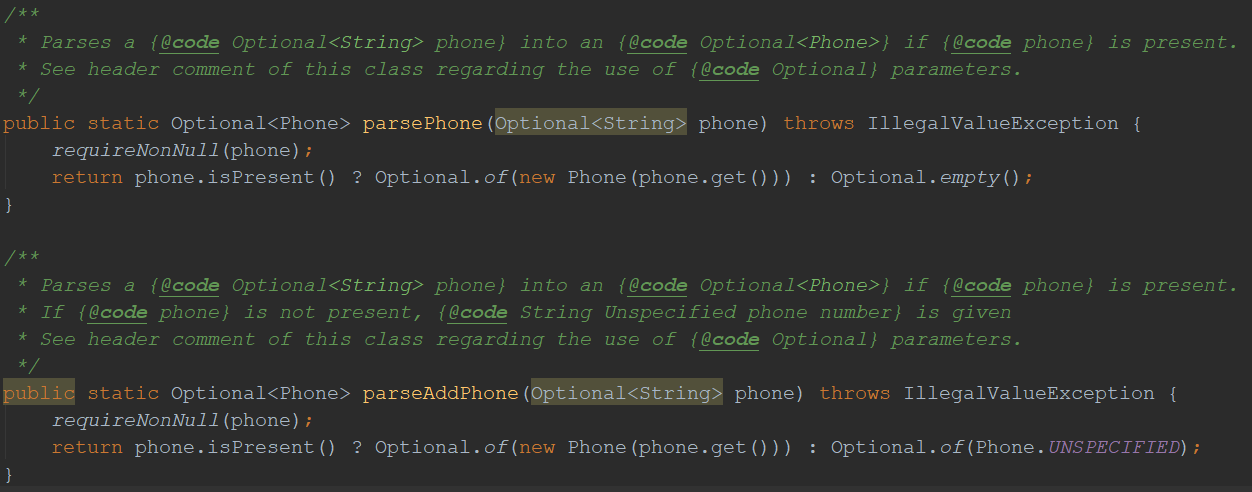 /**
 * Parses a {@code Optional<String> phone} into an {@code Optional<Phone>} if {@code phone} is present.
 * See header comment of this class regarding the use of {@code Optional} parameters.
 */
public static Optional<Phone> parsePhone(Optional<String> phone) throws IllegalValueException {
    requireNonNull(phone);
    return phone.isPresent() ? Optional.of(new Phone(phone.get())) : Optional.empty();
}

/**
 * Parses a {@code Optional<String> phone} into an {@code Optional<Phone>} if {@code phone} is present.
 * If {@code phone} is not present, {@code String Unspecified phone number} is given
 * See header comment of this class regarding the use of {@code Optional} parameters.
 */
public static Optional<Phone> parseAddPhone(Optional<String> phone) throws IllegalValueException {
    requireNonNull(phone);
    return phone.isPresent() ? Optional.of(new Phone(phone.get())) : Optional.of(Phone.UNSPECIFIED);
}